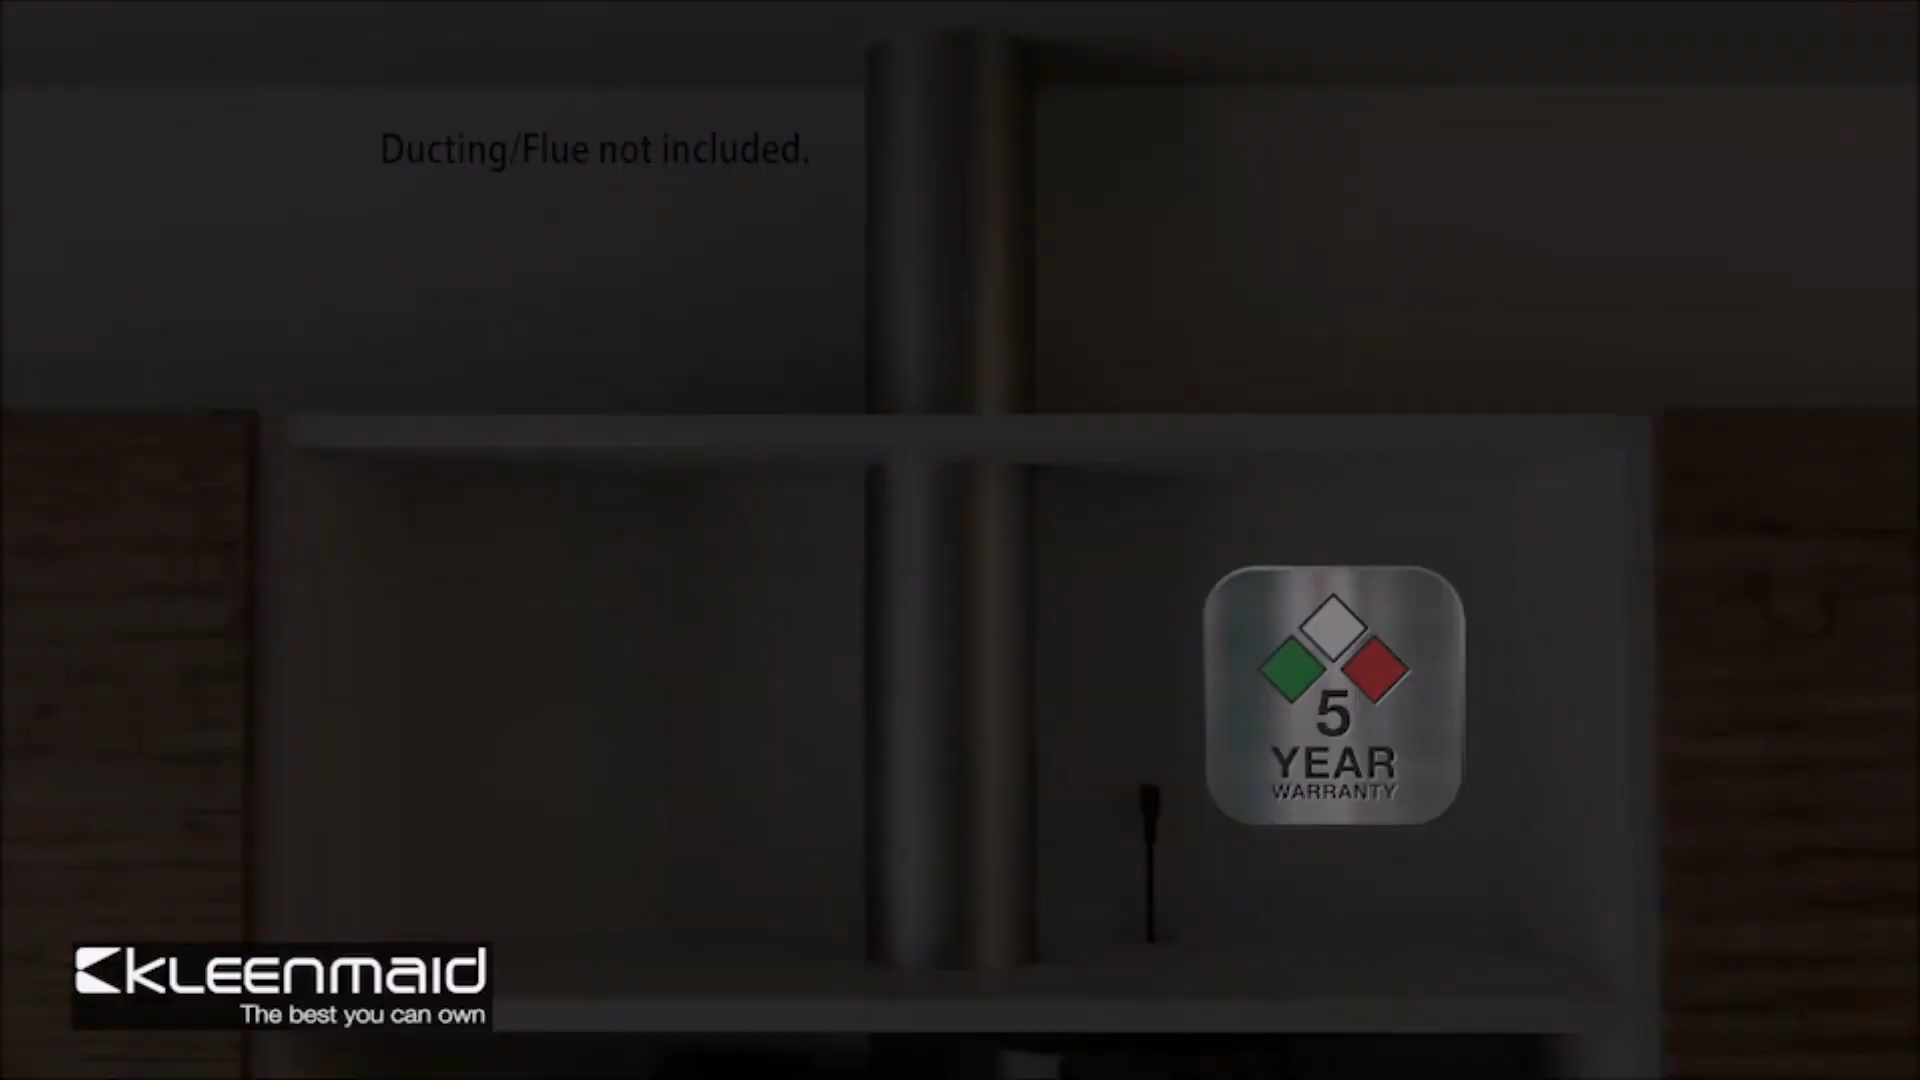 Ducting/Flue not included.
5
YEAR
WARRANTY
KLEENMAID
The best you can own